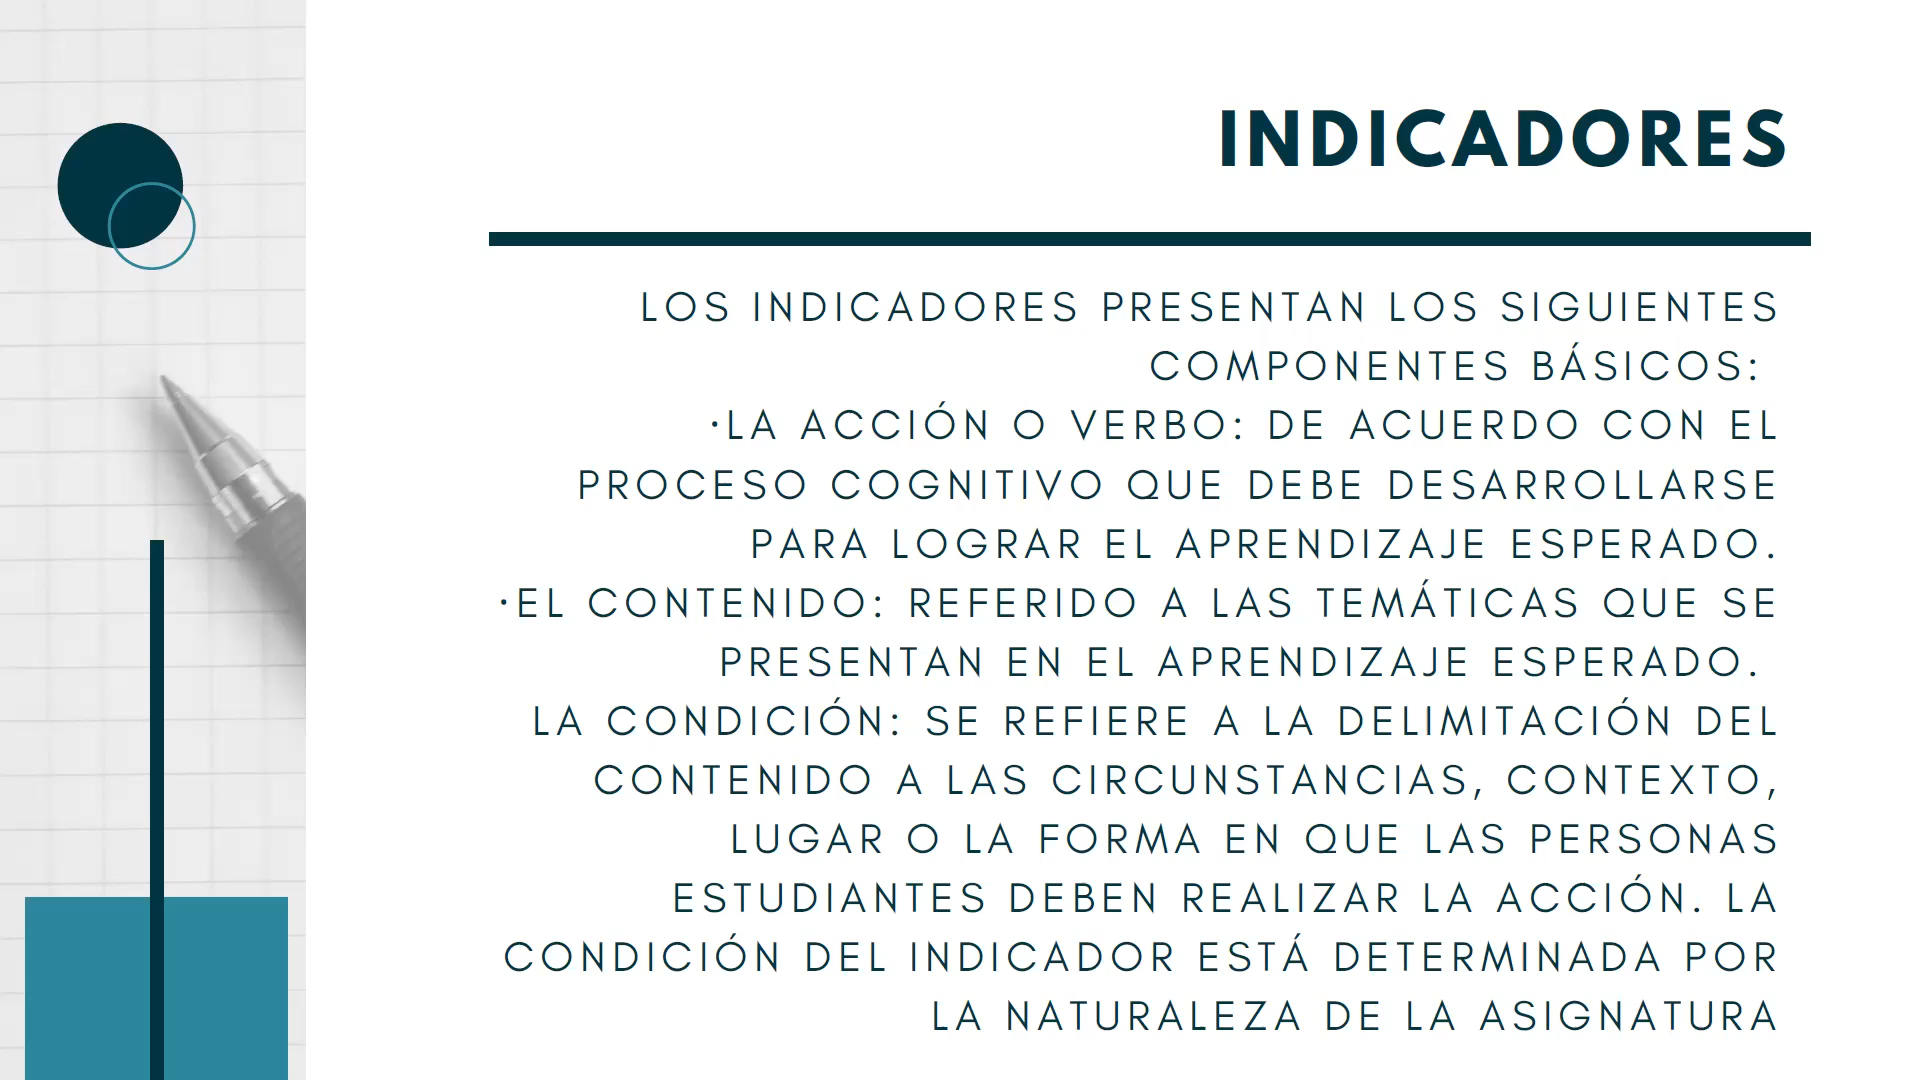 INDICADORES
LOS INDICADORES PRESENTAN LOS SIGUIENTES
COMPONENTES BÁSICOS:
·LA ACCIÓN O VERBO: DE ACUERDO CON EL
PROCESO COGNITIVO QUE DEBE DESARROLLARSE
PARA LOGRAR EL APRENDIZAJE ESPERADO.
·EL CONTENIDO: REFERIDO A LAS TEMÁTICAS QUE SE
PRESENTAN EN EL APRENDIZAJE ESPERADO.
LA CONDICIÓN: SE REFIERE A LA DELIMITACIÓN DEL
CONTENIDO A LAS CIRCUNSTANCIAS, CONTEXTO,
LUGAR O LA FORMA EN QUE LAS PERSONAS
ESTUDIANTES DEBEN REALIZAR LA ACCIÓN. LA
CONDICIÓN DEL INDICADOR ESTÁ DETERMINADA POR
LA NATURALEZA DE LA ASIGNATURA